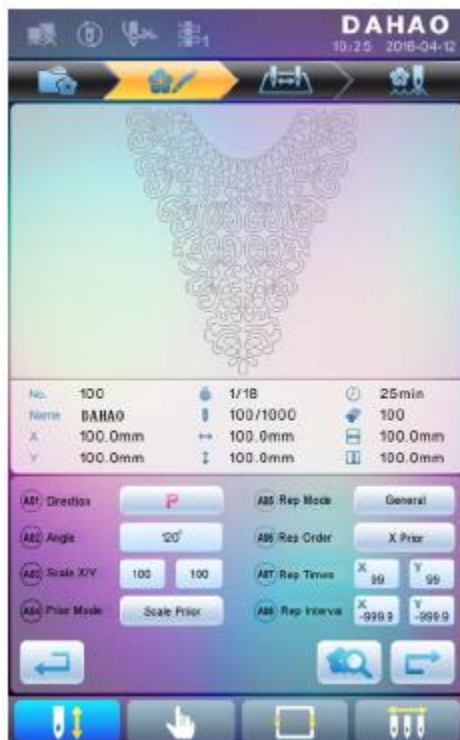 1
DAHAO
10:25 2016-04-12
No. 100 1/18 25min
Name DAHAO 100/1000 100
X 100.0mm 100.0mm 100.0mm
Y 100.0mm 100.0mm 100.0mm
A01 Direction P A05 Rep Mode General
A02 Angle 120° A06 Rep Order X Prior
A03 Scale X/Y 100 100 A07 Rep Times X 99 Y 99
A04 Prior Mode Scale Prior A08 Rep Interval X -999.9 Y -999.9